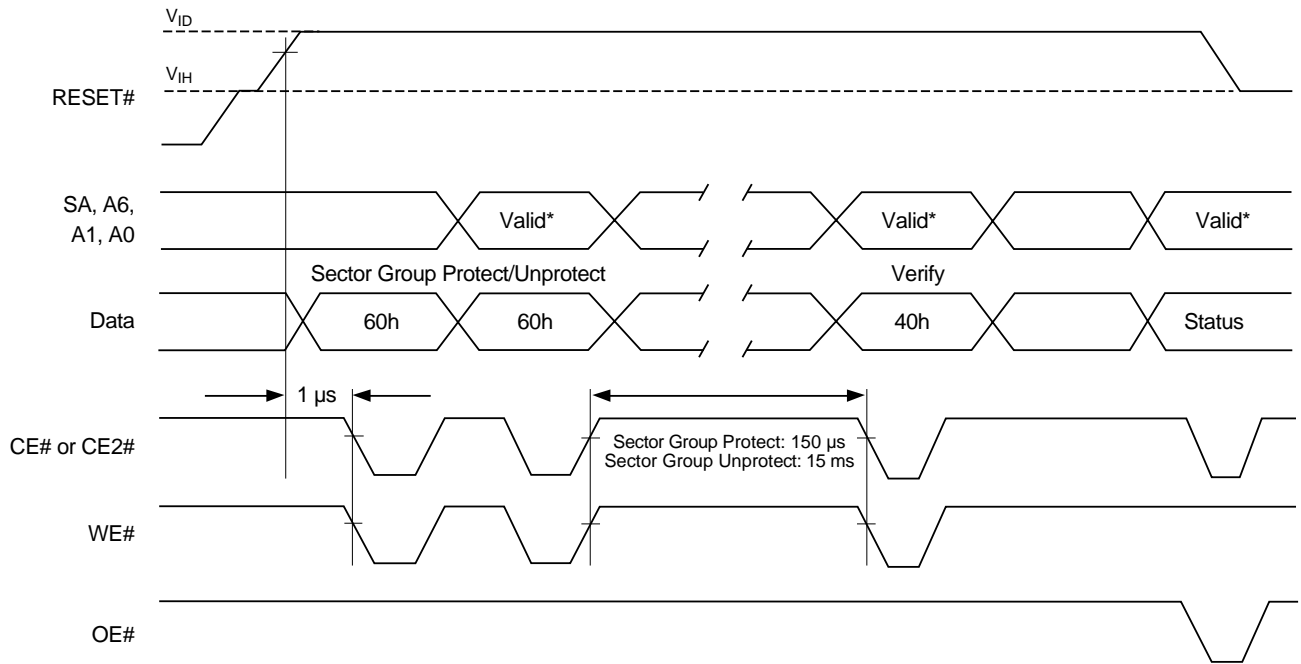 VID
VIH
RESET#
SA, A6,
A1, A0
Valid*
Valid*
Valid*
Sector Group Protect/Unprotect
Verify
Data
60h
60h
40h
Status
1 µs
CE# or CE2#
Sector Group Protect: 150 µs
Sector Group Unprotect: 15 ms
WE#
OE#